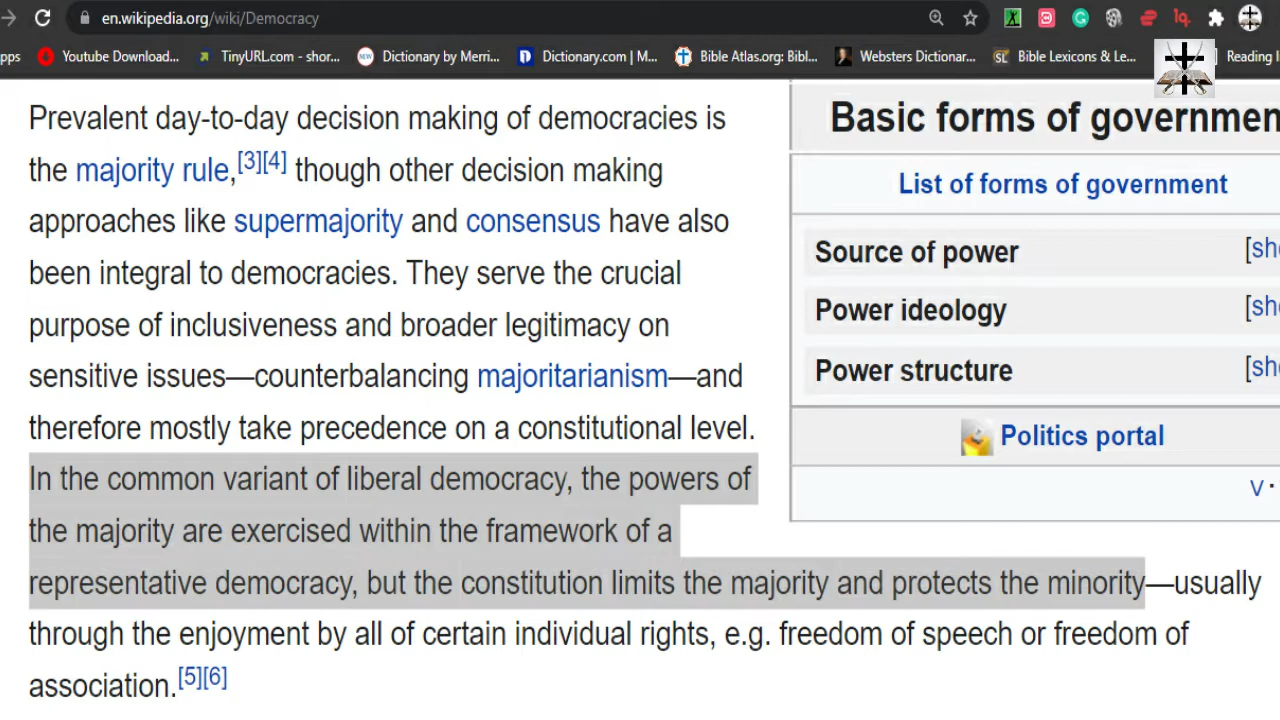 en.wikipedia.org/wiki/Democracy
pps Youtube Download... TinyURL.com - shor... Dictionary by Merri... Dictionary.com | M... Bible Atlas.org: Bibl... Websters Dictionar... Bible Lexicons & Le... Reading
Prevalent day-to-day decision making of democracies is
the majority rule,[3][4] though other decision making
approaches like supermajority and consensus have also
been integral to democracies. They serve the crucial
purpose of inclusiveness and broader legitimacy on
sensitive issues—counterbalancing majoritarianism—and
therefore mostly take precedence on a constitutional level.
In the common variant of liberal democracy, the powers of
the majority are exercised within the framework of a
representative democracy, but the constitution limits the majority and protects the minority—usually
through the enjoyment by all of certain individual rights, e.g. freedom of speech or freedom of
association.[5][6]
Basic forms of governmen
List of forms of government
Source of power [sh
Power ideology [sh
Power structure [sh
Politics portal
V ·